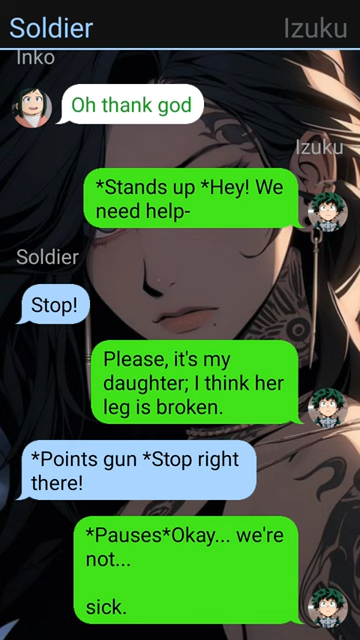 Soldier Izuku
Inko
Oh thank god
Izuku
*Stands up *Hey! We
need help-
Soldier
Stop!
Please, it's my
daughter; I think her
leg is broken.
*Points gun *Stop right
there!
*Pauses*Okay... we're
not...
sick.